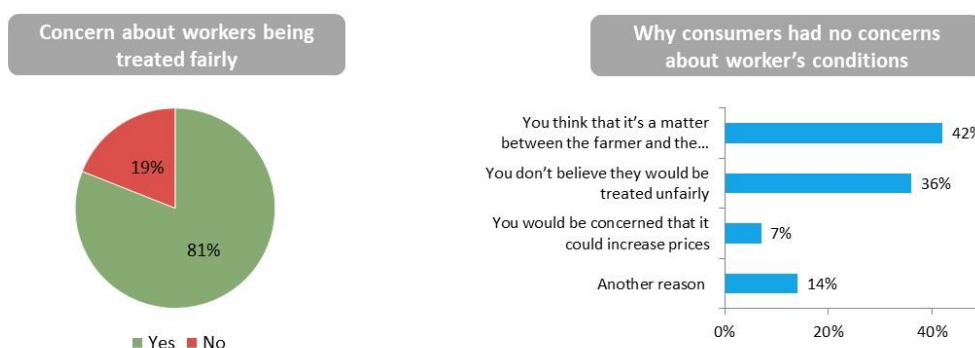 Concern about workers being
treated fairly
19%
81%
Yes No
Why consumers had no concerns
about worker's conditions
You think that it's a matter
between the farmer and the...
42%
You don't believe they would be
treated unfairly
36%
You would be concerned that it
could increase prices
7%
Another reason
14%
0% 20% 40%